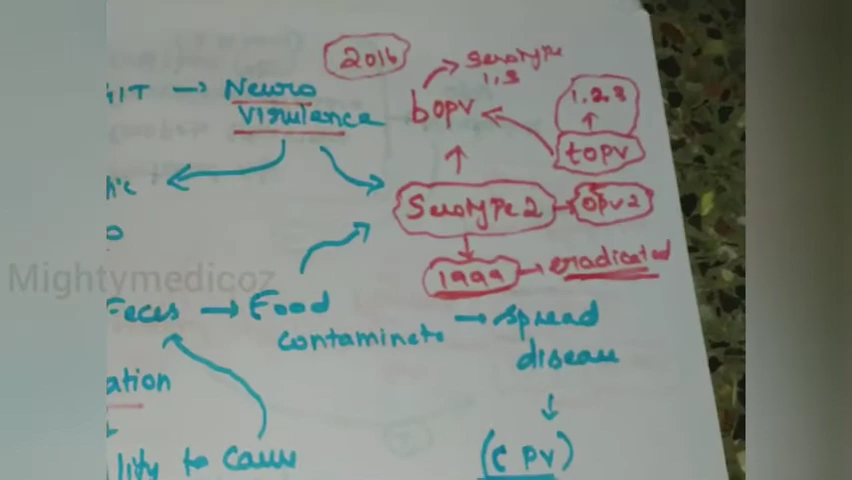 2016
serotype
1,3
GIT → Neuro
virulence
bOPV
1,2,3
tOPV
Serotype 2
OPV2
1999 → eradicated
Mightymedicoz
Feces → Food
contaminate → spread
disease
ation
lity to cause
(C PV)